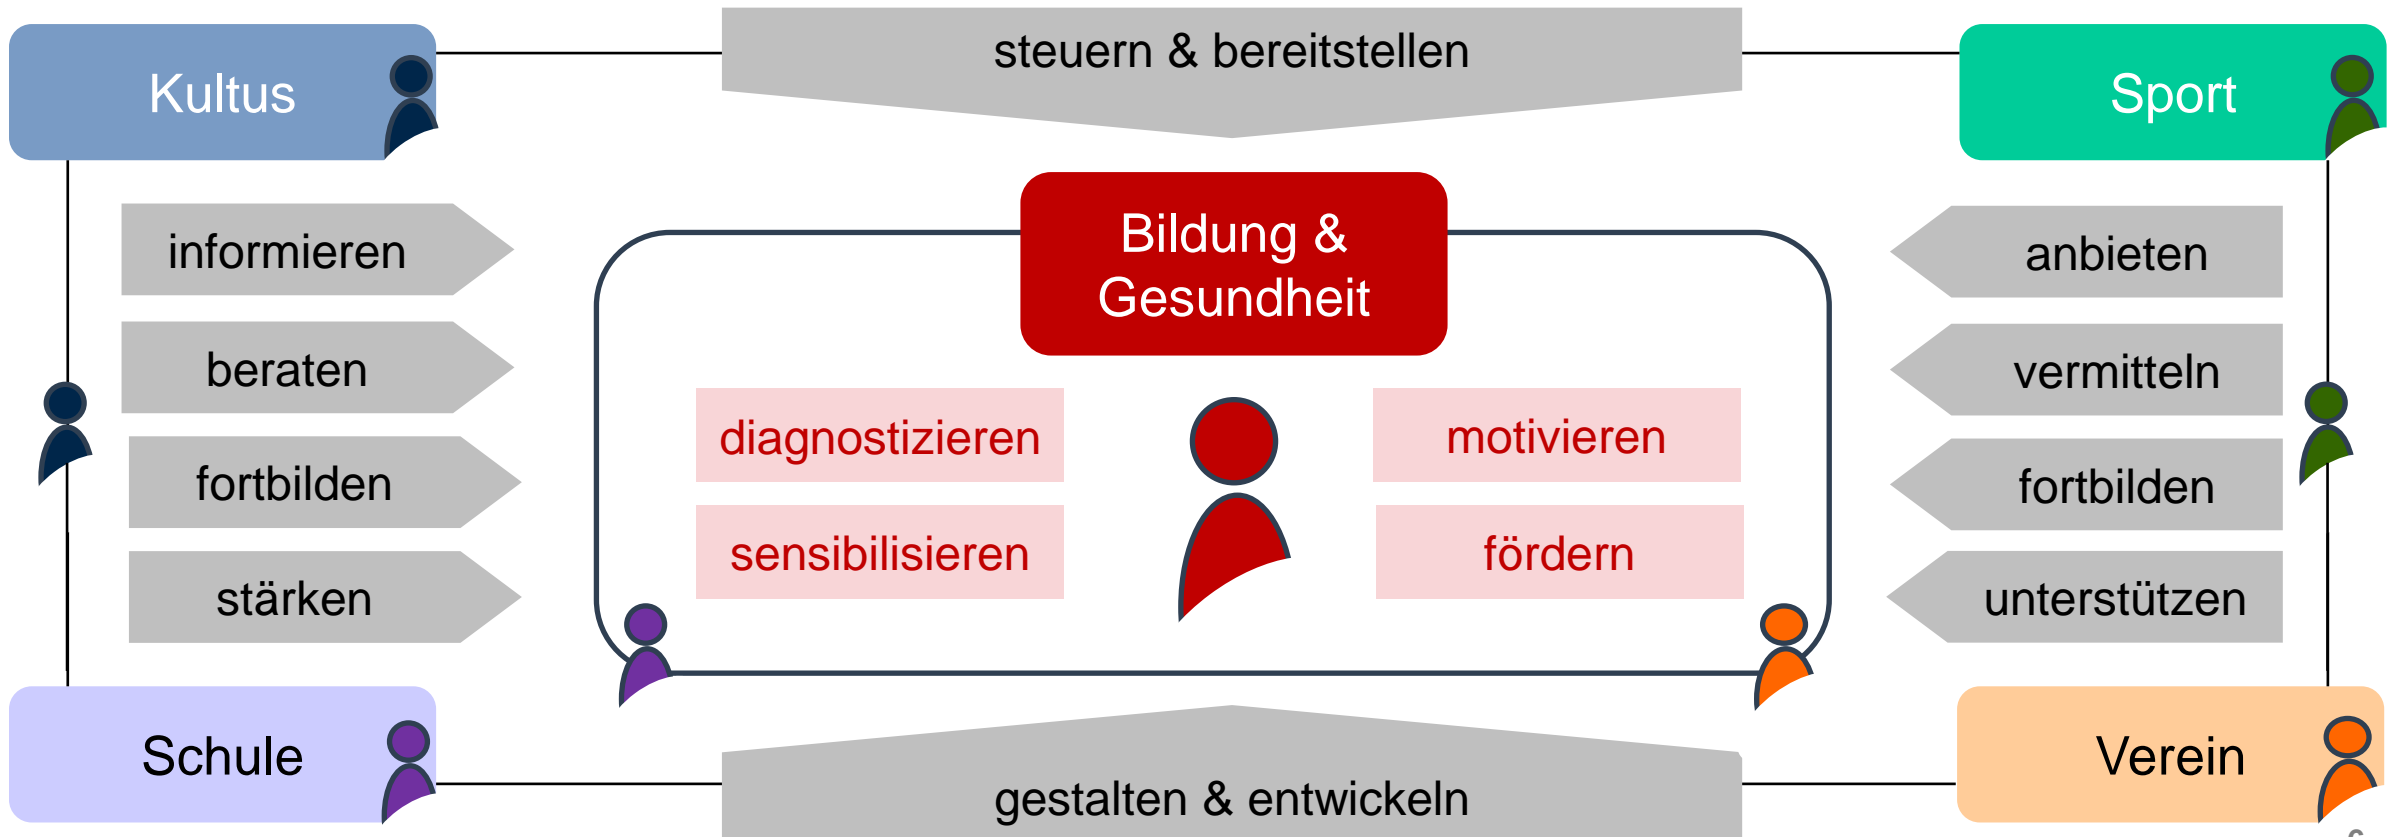 steuern & bereitstellen
Kultus
Sport
informieren
beraten
fortbilden
stärken
Bildung &
Gesundheit
diagnostizieren
motivieren
sensibilisieren
fördern
anbieten
vermitteln
fortbilden
unterstützen
Schule
gestalten & entwickeln
Verein